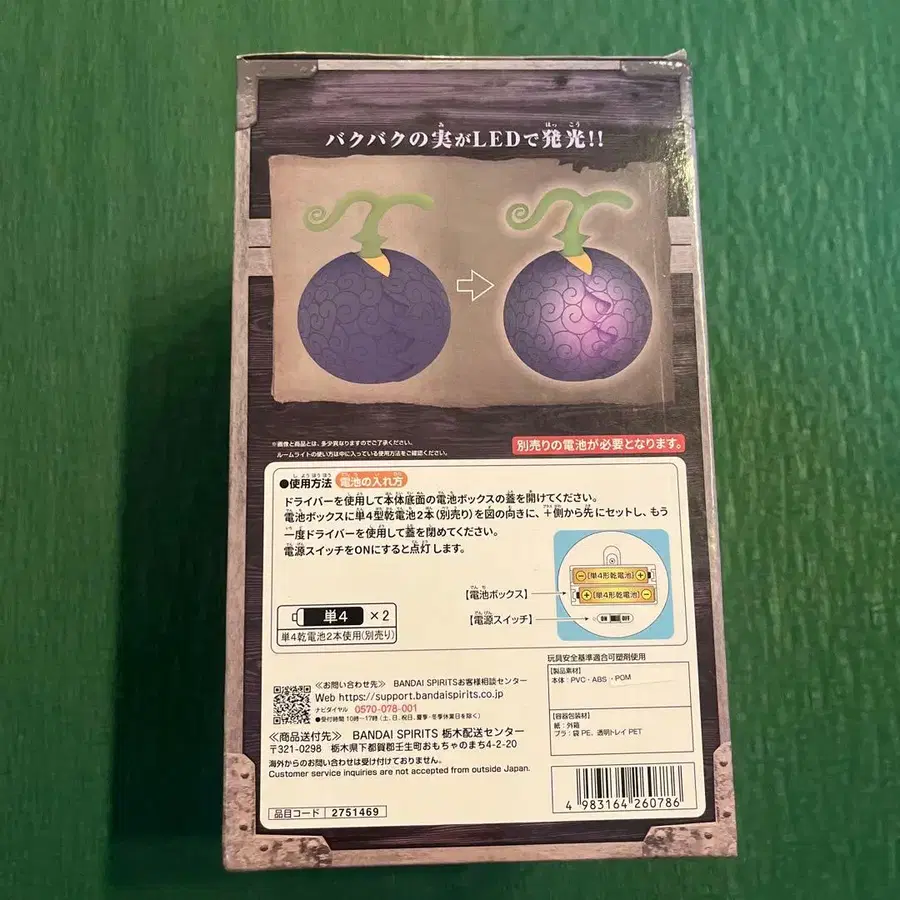 バクバクの実がLEDで発光!!
※画像と商品とは、多少異なりますのでご了承ください。
ルームライトの使い方は中に入っている使用方法をご確認ください。
別売りの電池が必要となります。
●使用方法 電池の入れ方
ドライバーを使用して本体底面の電池ボックスの蓋を開けてください。
電池ボックスに単4型乾電池2本(別売り)を図の向きに、+側から先にセットし、もう
一度ドライバーを使用して蓋を閉めてください。
電源スイッチをONにすると点灯します。
【電池ボックス】
【電源スイッチ】
⊖[単4形乾電池]⊕
⊕[単4形乾電池]⊖
ON OFF
単4 ×2
単4乾電池2本使用(別売り)
玩具安全基準適合可塑剤使用
【製品素材】
本体:PVC・ABS・POM
【容器包装材】
紙:外箱
プラ:袋 PE、透明トレイ PET
≪お問い合わせ先≫ BANDAI SPIRITSお客様相談センター
Web https://support.bandaispirits.co.jp
ナビダイヤル 0570-078-001
●受付時間 10時〜17時(土、日、祝日、夏季・冬季休業日を除く)
≪商品送付先≫ BANDAI SPIRITS 栃木配送センター
〒321-0298 栃木県下都賀郡壬生町おもちゃのまち4-2-20
海外からのお問い合わせは受け付けておりません。
Customer service inquiries are not accepted from outside Japan.
品目コード 2751469
4 983164 260786